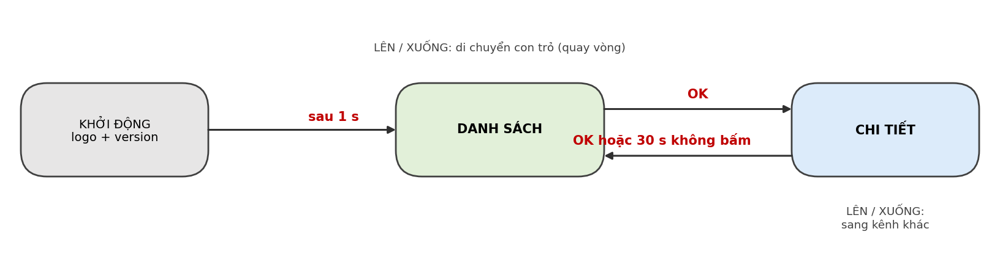 LÊN / XUỐNG: di chuyển con trỏ (quay vòng)
KHỞI ĐỘNG
logo + version
sau 1 s
DANH SÁCH
OK
OK hoặc 30 s không bấm
CHI TIẾT
LÊN / XUỐNG:
sang kênh khác